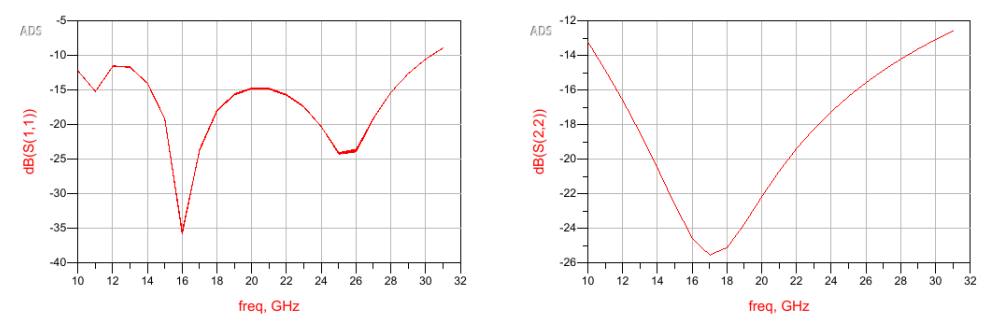 ADS
dB(S(1,1))
-5
-10
-15
-20
-25
-30
-35
-40
10 12 14 16 18 20 22 24 26 28 30 32
freq, GHz
ADS
dB(S(2,2))
-12
-14
-16
-18
-20
-22
-24
-26
10 12 14 16 18 20 22 24 26 28 30 32
freq, GHz